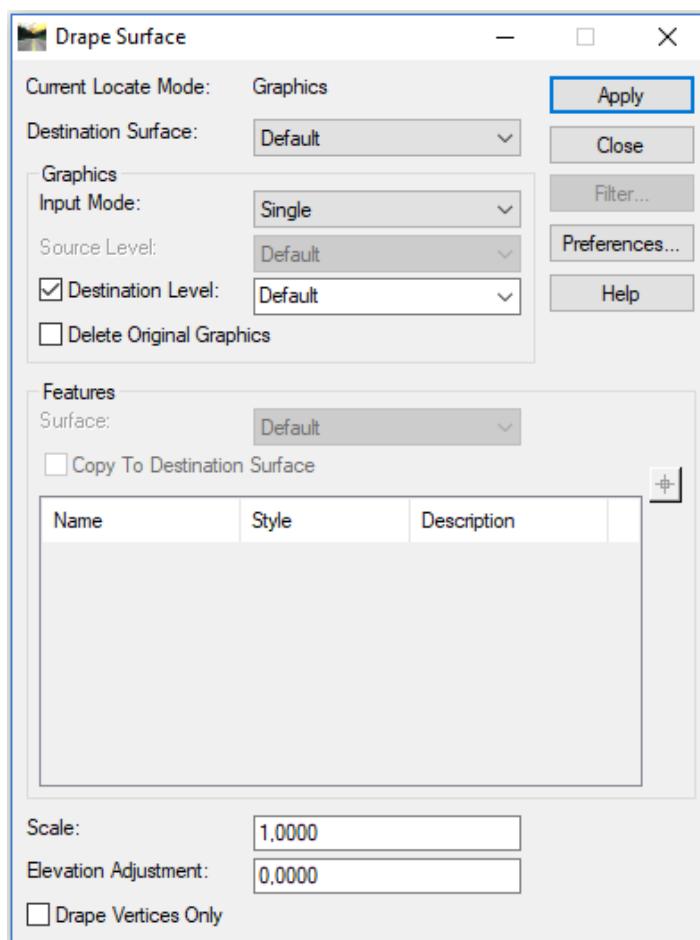 Drape Surface
Current Locate Mode: Graphics
Apply
Destination Surface: Default
Close
Graphics
Input Mode: Single
Filter...
Source Level: Default
Preferences...
Destination Level: Default
Help
Delete Original Graphics
Features
Surface: Default
Copy To Destination Surface
Name Style Description
Scale: 1,0000
Elevation Adjustment: 0,0000
Drape Vertices Only